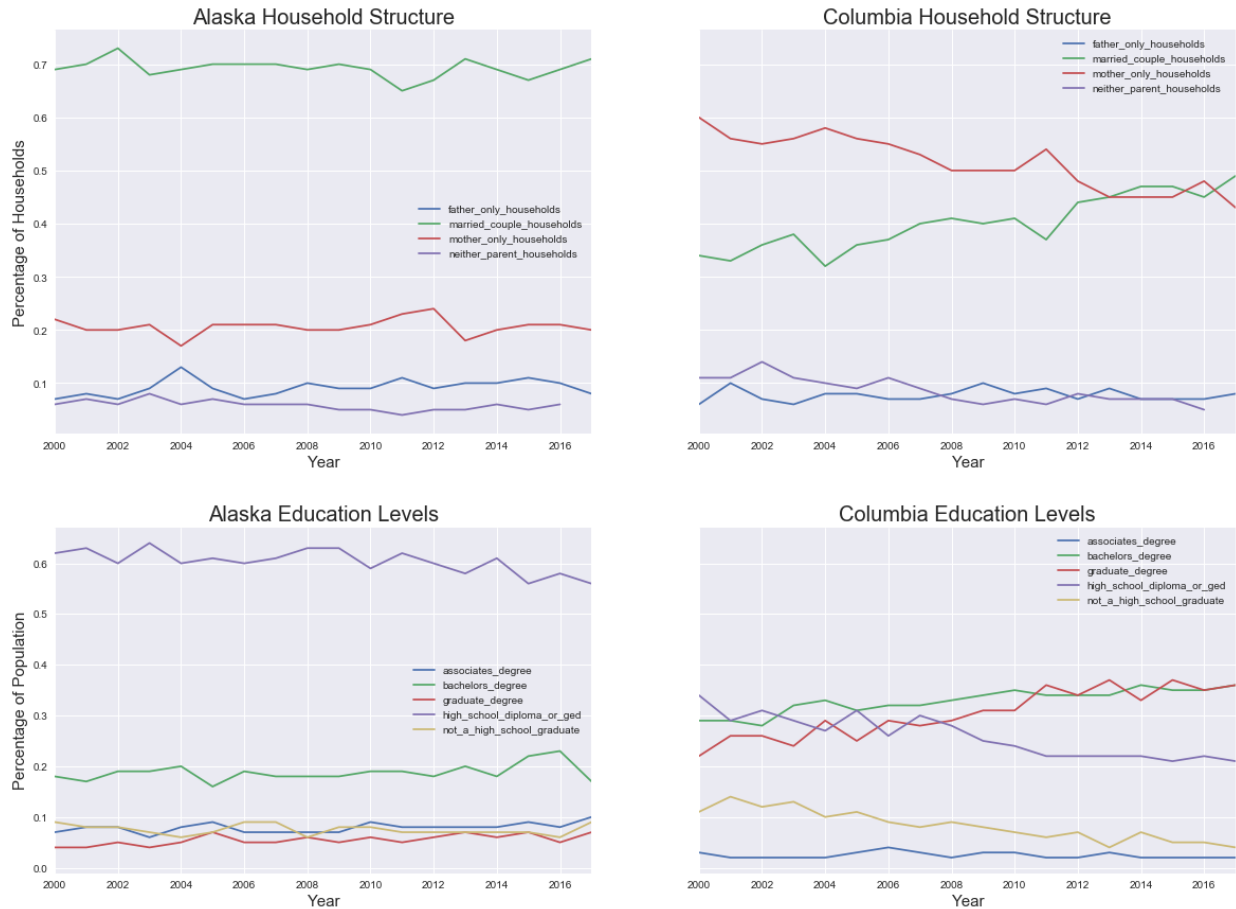 Alaska Household Structure
Percentage of Households
0.7
0.6
0.5
0.4
0.3
0.2
0.1
father_only_households
married_couple_households
mother_only_households
neither_parent_households
2000 2002 2004 2006 2008 2010 2012 2014 2016
Year
Columbia Household Structure
father_only_households
married_couple_households
mother_only_households
neither_parent_households
2000 2002 2004 2006 2008 2010 2012 2014 2016
Year
Alaska Education Levels
Percentage of Population
0.6
0.5
0.4
0.3
0.2
0.1
0.0
associates_degree
bachelors_degree
graduate_degree
high_school_diploma_or_ged
not_a_high_school_graduate
2000 2002 2004 2006 2008 2010 2012 2014 2016
Year
Columbia Education Levels
associates_degree
bachelors_degree
graduate_degree
high_school_diploma_or_ged
not_a_high_school_graduate
2000 2002 2004 2006 2008 2010 2012 2014 2016
Year